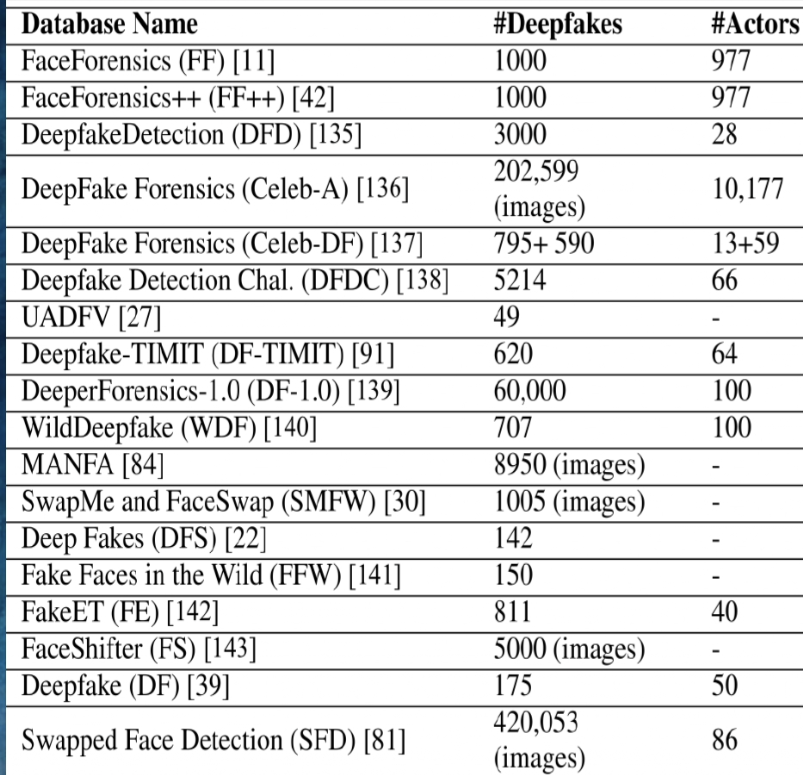 Database Name #Deepfakes #Actors
FaceForensics (FF) [11] 1000 977
FaceForensics++ (FF++) [42] 1000 977
DeepfakeDetection (DFD) [135] 3000 28
DeepFake Forensics (Celeb-A) [136] 202,599 (images) 10,177
DeepFake Forensics (Celeb-DF) [137] 795+ 590 13+59
Deepfake Detection Chal. (DFDC) [138] 5214 66
UADFV [27] 49 -
Deepfake-TIMIT (DF-TIMIT) [91] 620 64
DeeperForensics-1.0 (DF-1.0) [139] 60,000 100
WildDeepfake (WDF) [140] 707 100
MANFA [84] 8950 (images) -
SwapMe and FaceSwap (SMFW) [30] 1005 (images) -
Deep Fakes (DFS) [22] 142 -
Fake Faces in the Wild (FFW) [141] 150 -
FakeET (FE) [142] 811 40
FaceShifter (FS) [143] 5000 (images) -
Deepfake (DF) [39] 175 50
Swapped Face Detection (SFD) [81] 420,053 (images) 86